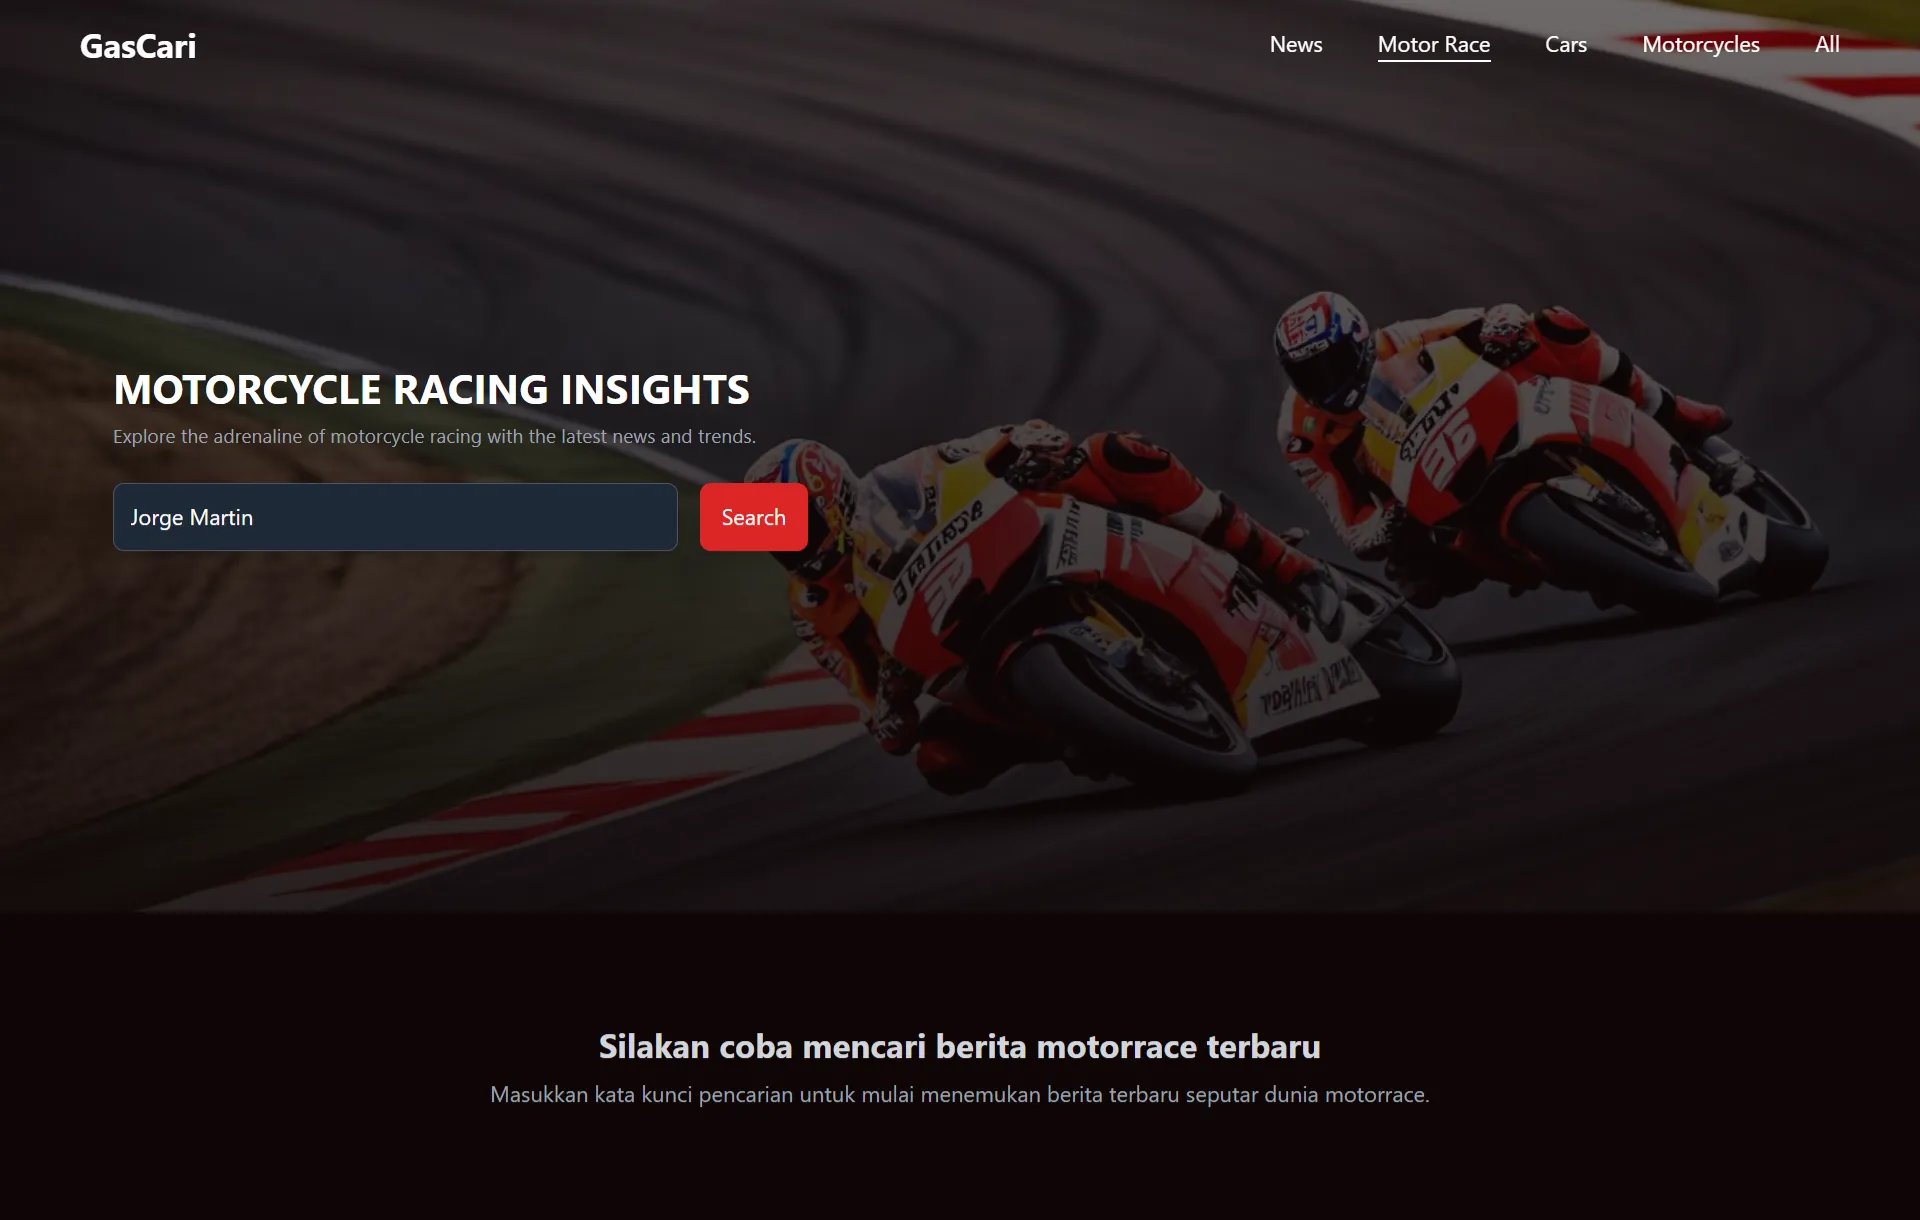 GasCari
News
Motor Race
Cars
Motorcycles
All
MOTORCYCLE RACING INSIGHTS
Explore the adrenaline of motorcycle racing with the latest news and trends.
Jorge Martin
Search
Silakan coba mencari berita motorrace terbaru
Masukkan kata kunci pencarian untuk mulai menemukan berita terbaru seputar dunia motorrace.